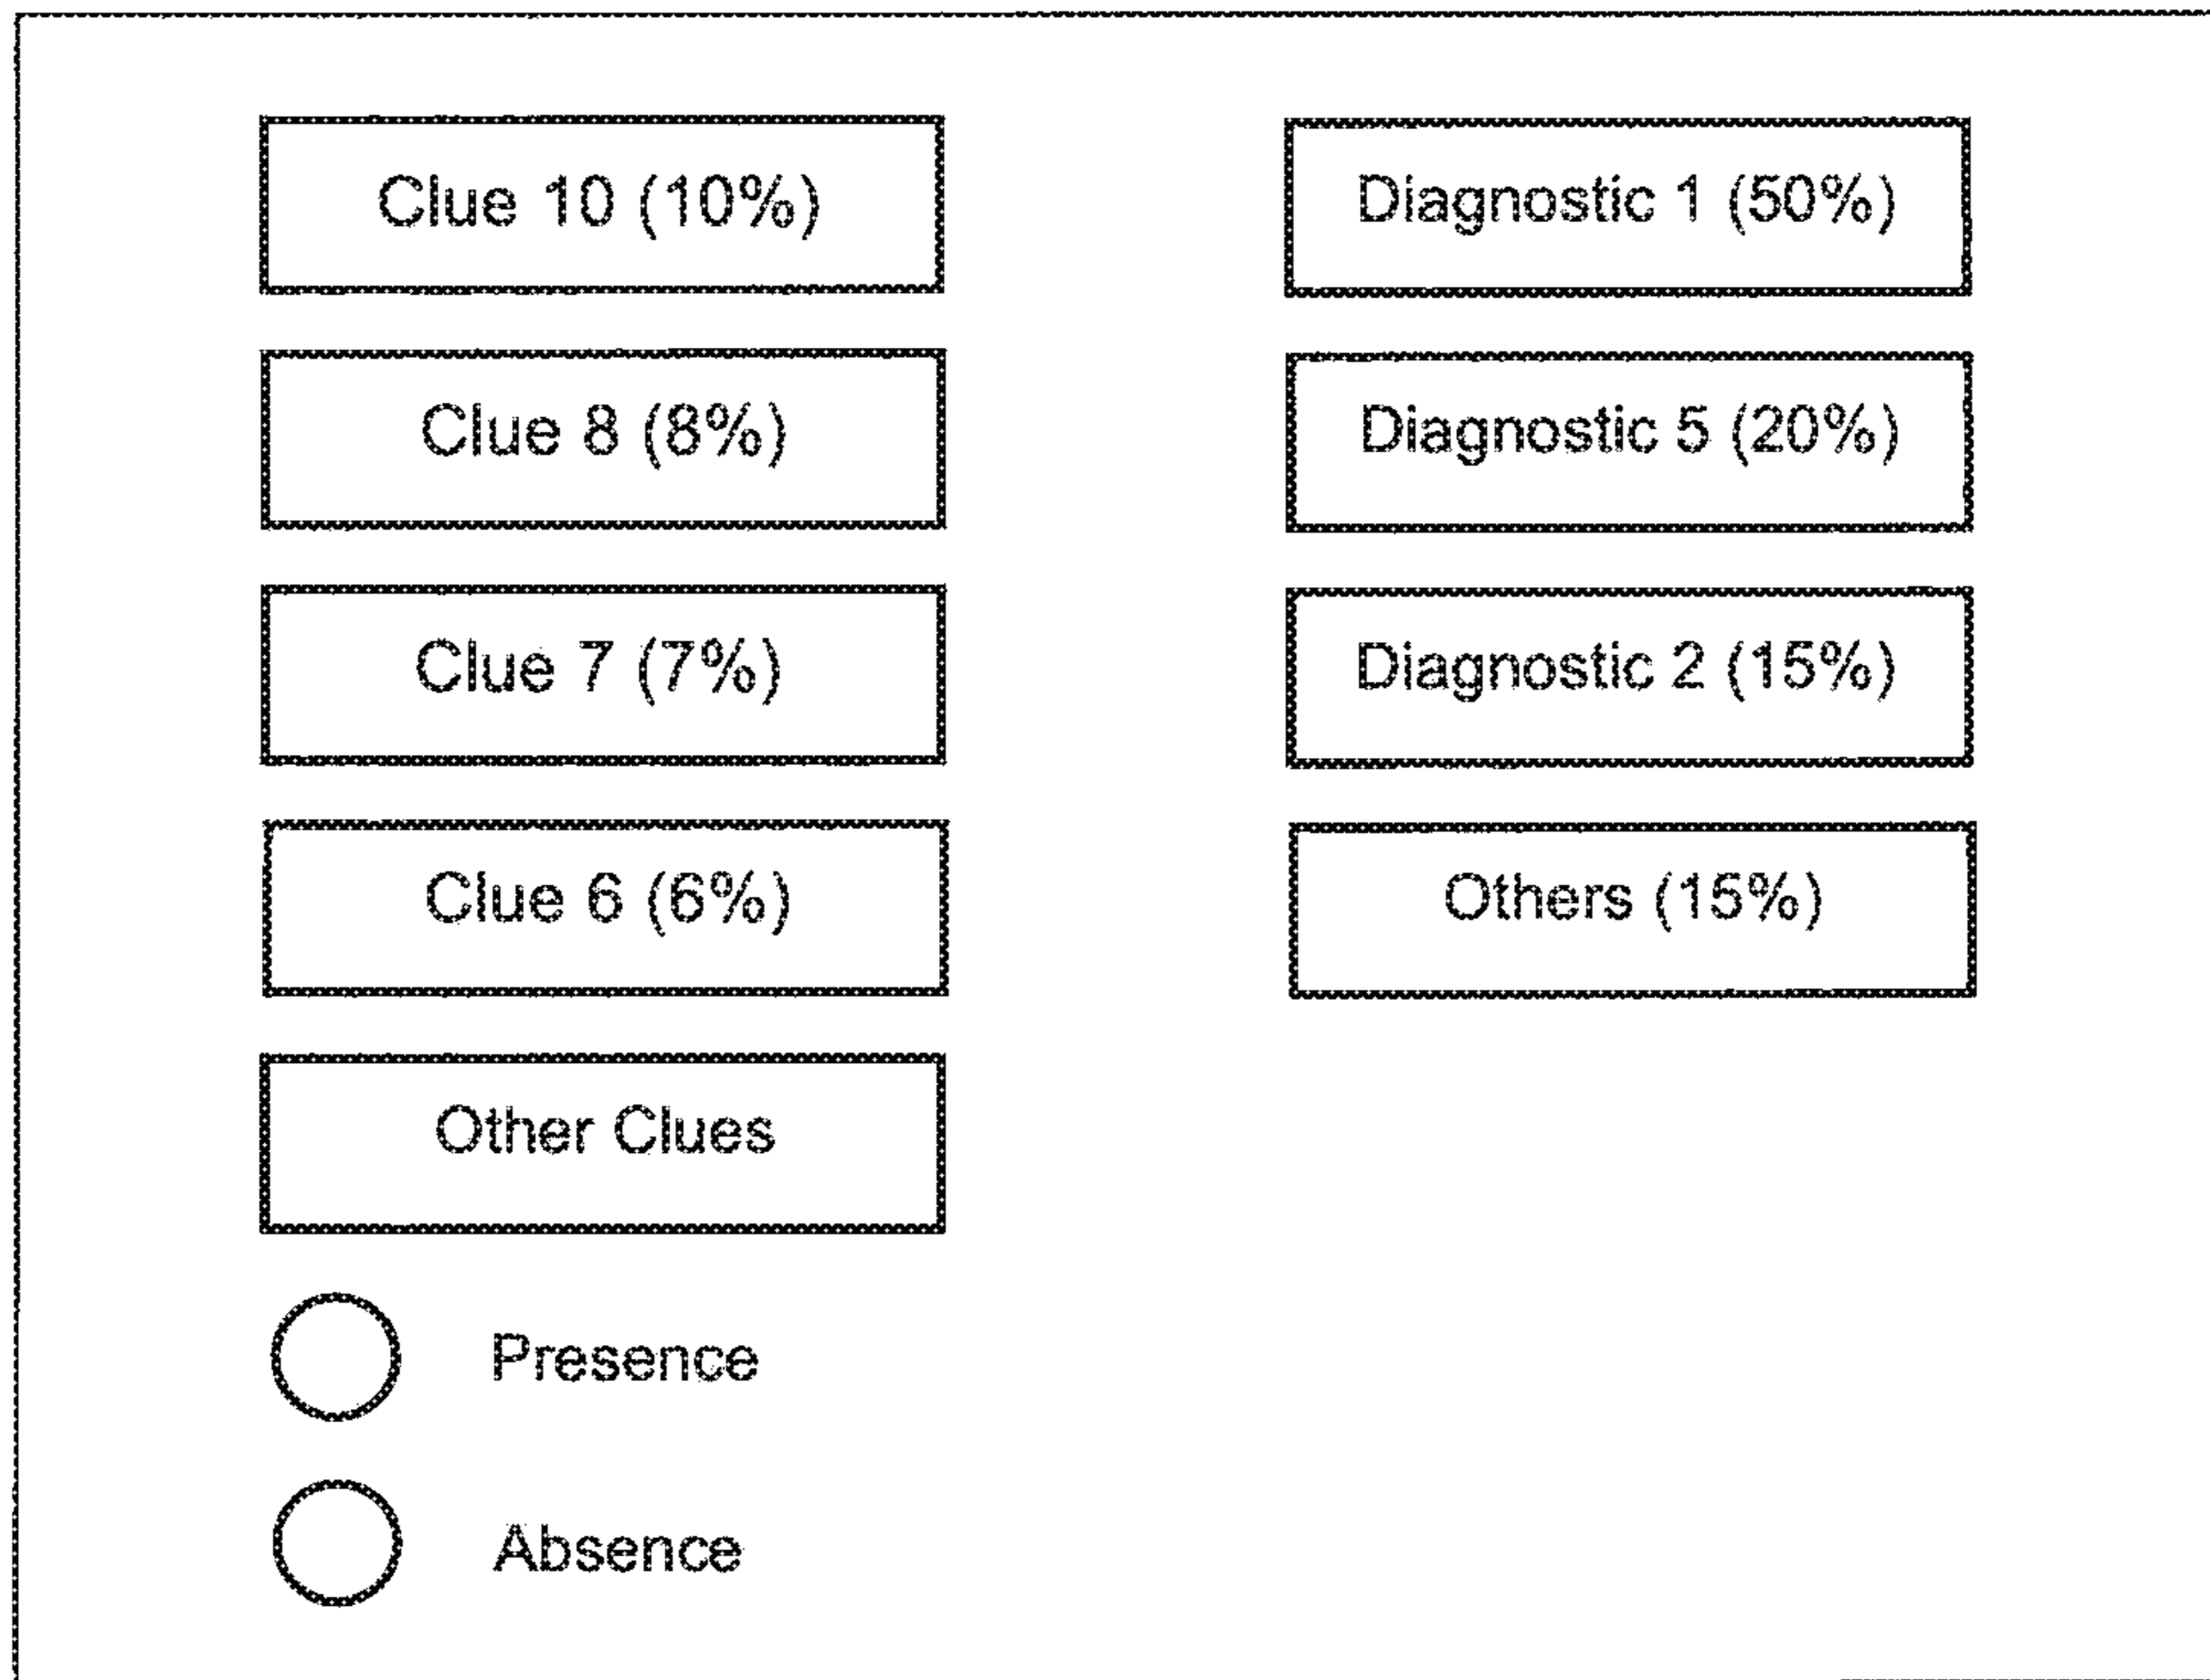 Clue 10 (10%)
Clue 8 (8%)
Clue 7 (7%)
Clue 6 (6%)
Other Clues
Presence
Absence
Diagnostic 1 (50%)
Diagnostic 5 (20%)
Diagnostic 2 (15%)
Others (15%)